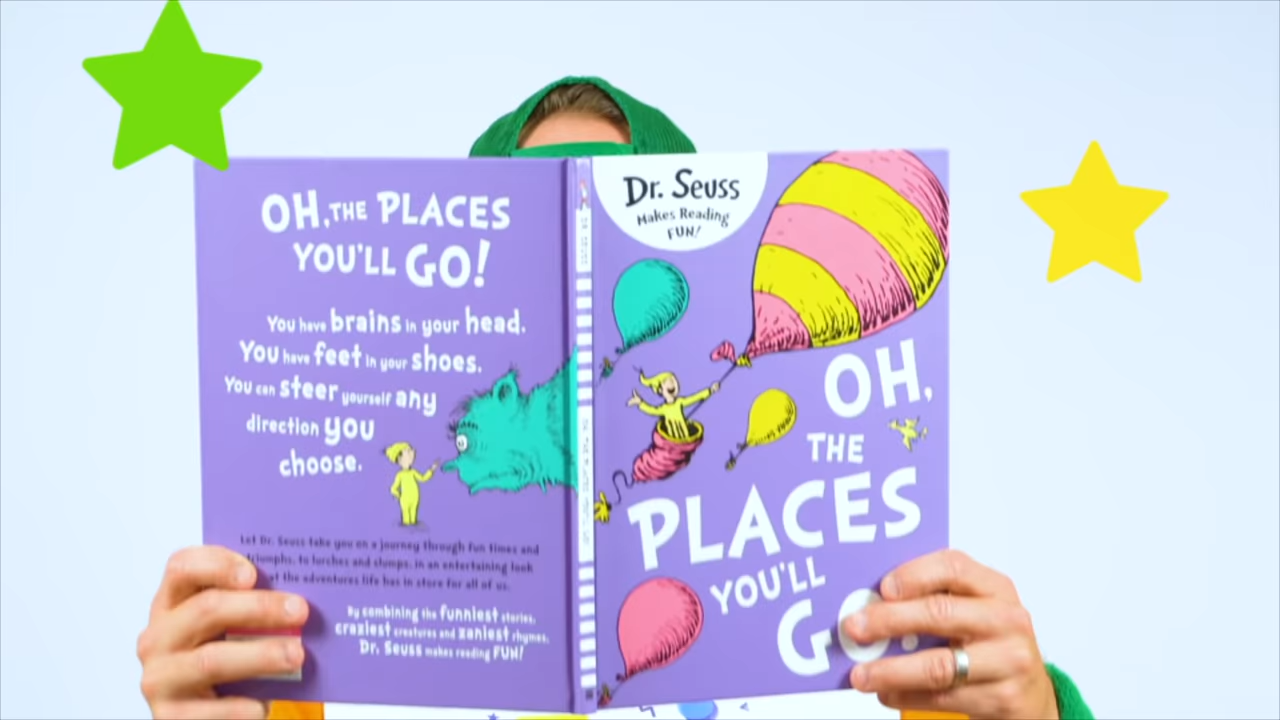 OH, THE PLACES
YOU'LL GO!
You have brains in your head.
You have feet in your shoes.
You can steer yourself any
direction you
choose.
Let Dr. Seuss take you on a journey through fun times and
triumphs, to lurches and slumps, in an entertaining look
at the adventures life has in store for all of us.
By combining the funniest stories,
craziest creatures and zaniest rhymes,
Dr. Seuss makes reading FUN!
Dr. Seuss
Makes Reading
FUN!
OH,
THE
PLACES
YOU'LL
GO!